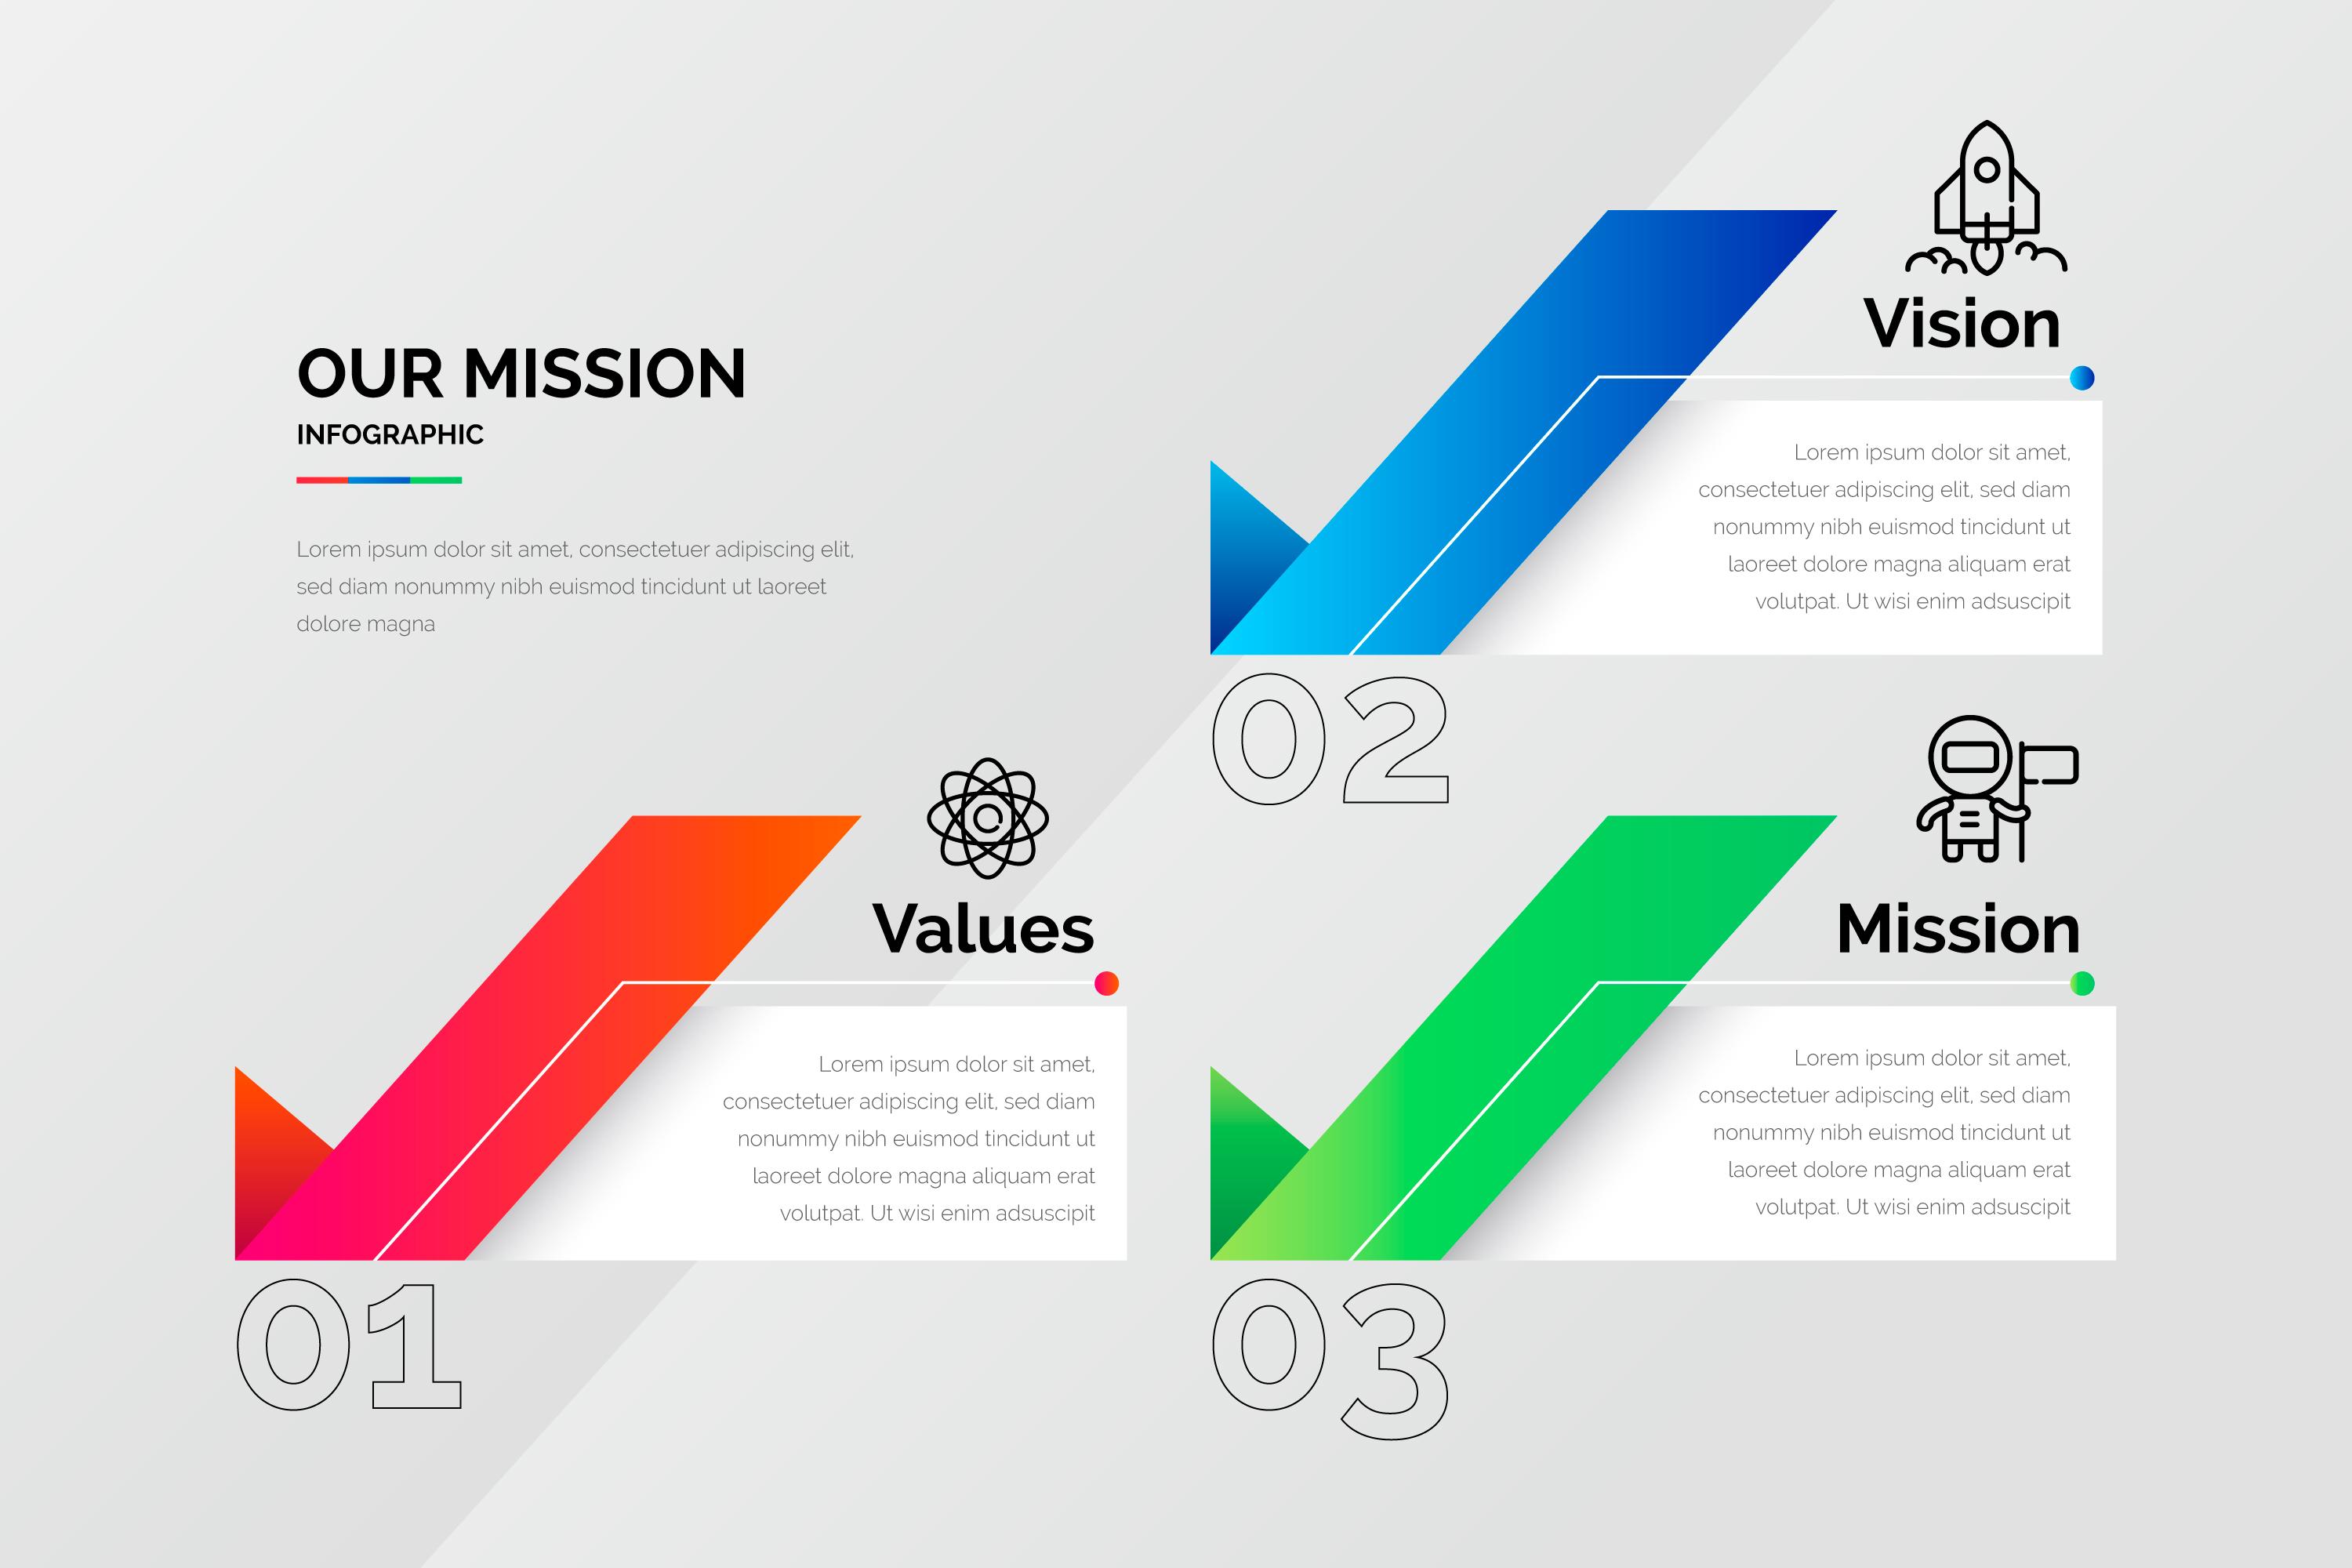 OUR MISSION
INFOGRAPHIC
Lorem ipsum dolor sit amet, consectetuer adipiscing elit,
sed diam nonummy nibh euismod tincidunt ut laoreet
dolore magna
Values
Lorem ipsum dolor sit amet,
consectetuer adipiscing elit, sed diam
nonummy nibh euismod tincidunt ut
laoreet dolore magna aliquam erat
volutpat. Ut wisi enim adsuscipit
01
Vision
Lorem ipsum dolor sit amet,
consectetuer adipiscing elit, sed diam
nonummy nibh euismod tincidunt ut
laoreet dolore magna aliquam erat
volutpat. Ut wisi enim adsuscipit
02
Mission
Lorem ipsum dolor sit amet,
consectetuer adipiscing elit, sed diam
nonummy nibh euismod tincidunt ut
laoreet dolore magna aliquam erat
volutpat. Ut wisi enim adsuscipit
03